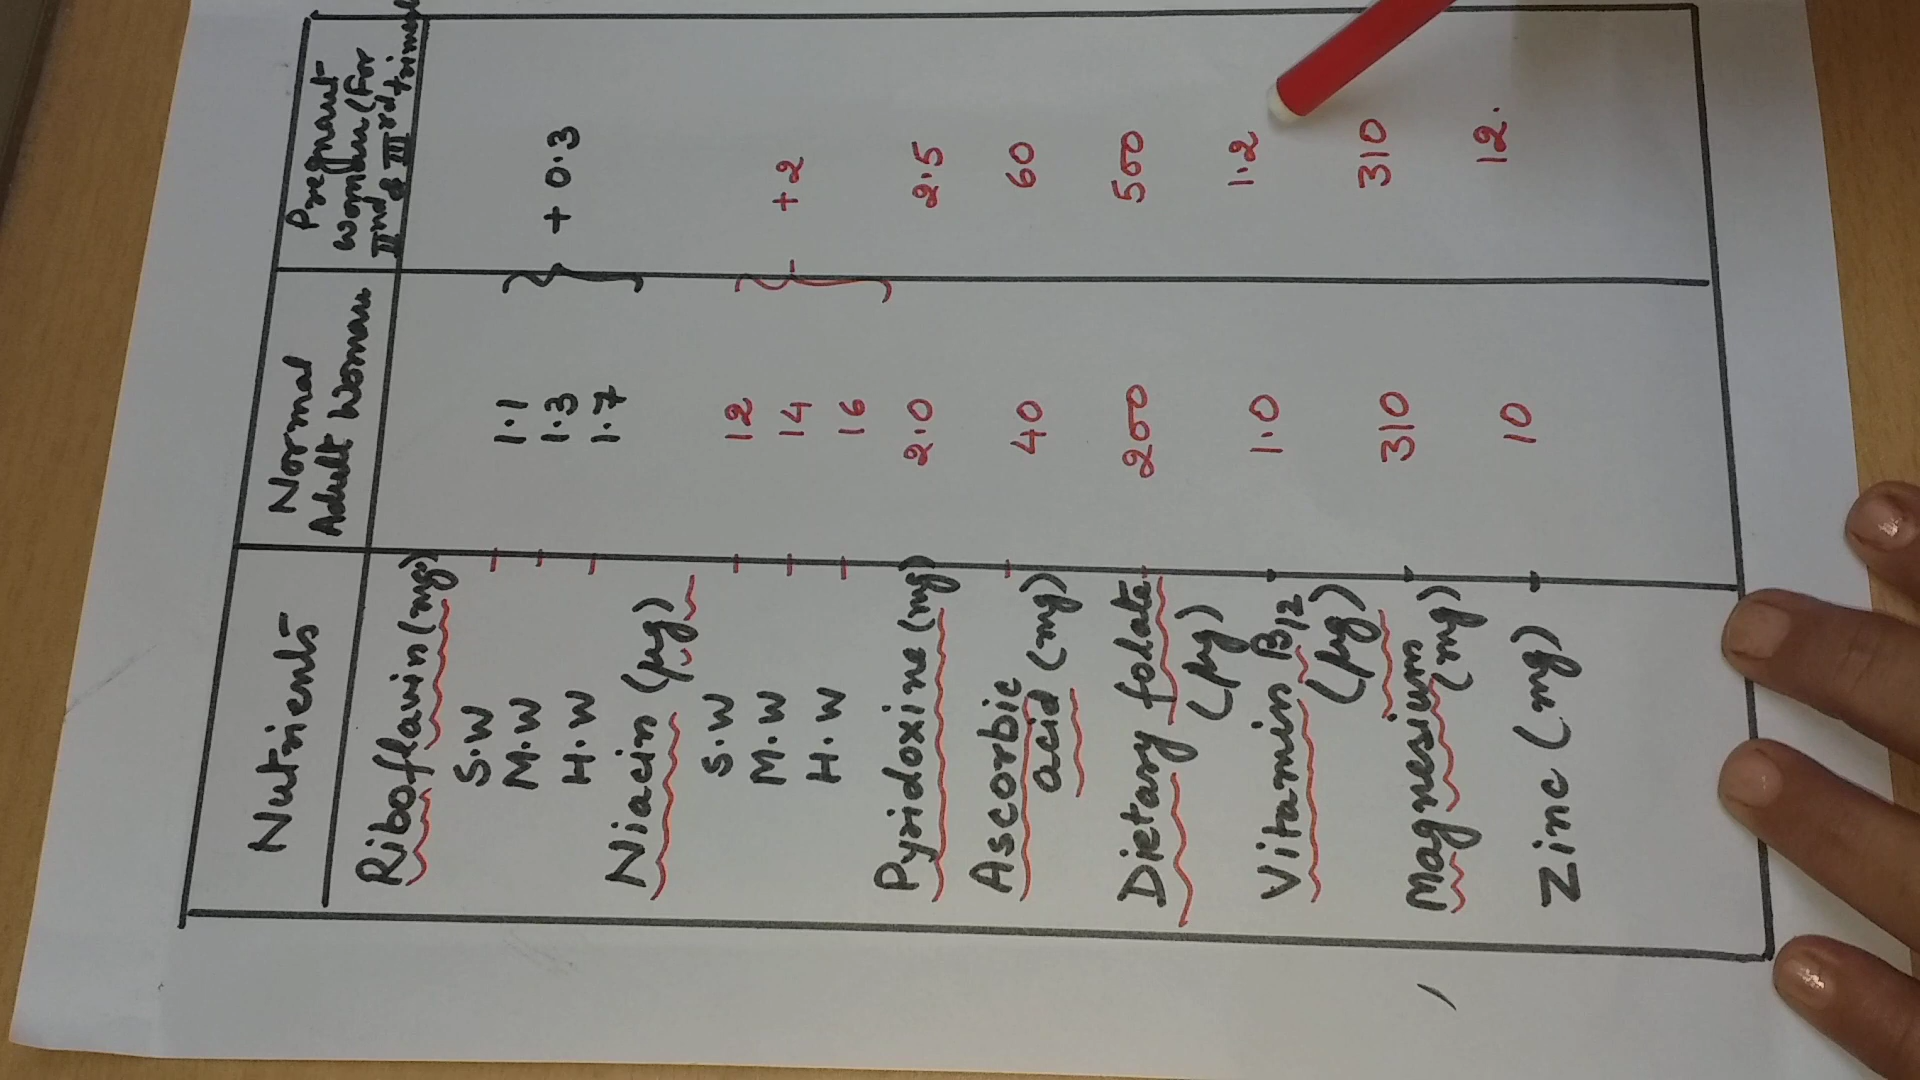 Nutrients Normal Adult Woman Pregnant Woman (For IInd & IIIrd trimes
Riboflavin (mg)
S.W 1.1
M.W 1.3 + 0.3
H.W 1.7
Niacin (μg)
S.W 12
M.W 14 + 2
H.W 16
Pyridoxine (mg) 2.0 2.5
Ascorbic acid (mg) 40 60
Dietary folate (μg) 200 500
Vitamin B12 (μg) 1.0 1.2
Magnesium (mg) 310 310
Zinc (mg) 10 12.